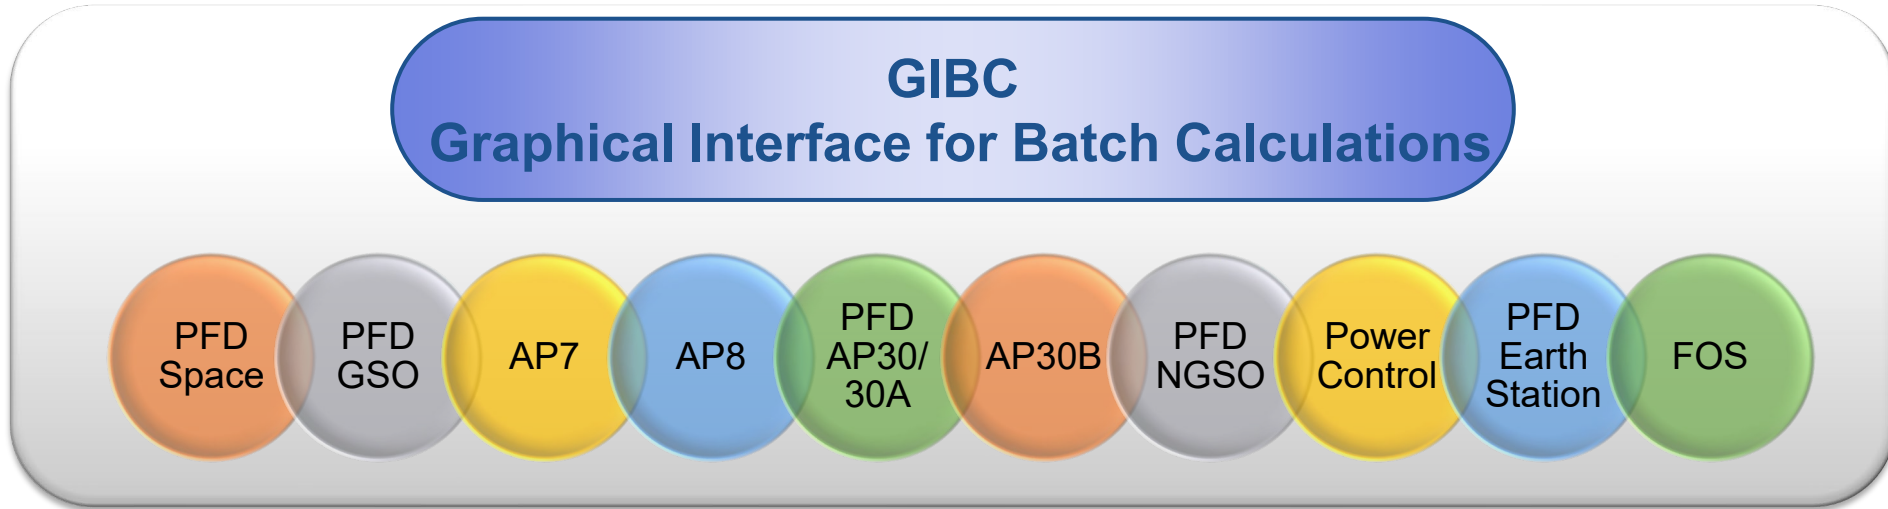 GIBC
Graphical Interface for Batch Calculations
PFD
Space
PFD
GSO
AP7
AP8
PFD
AP30/
30A
AP30B
PFD
NGSO
Power
Control
PFD
Earth
Station
FOS